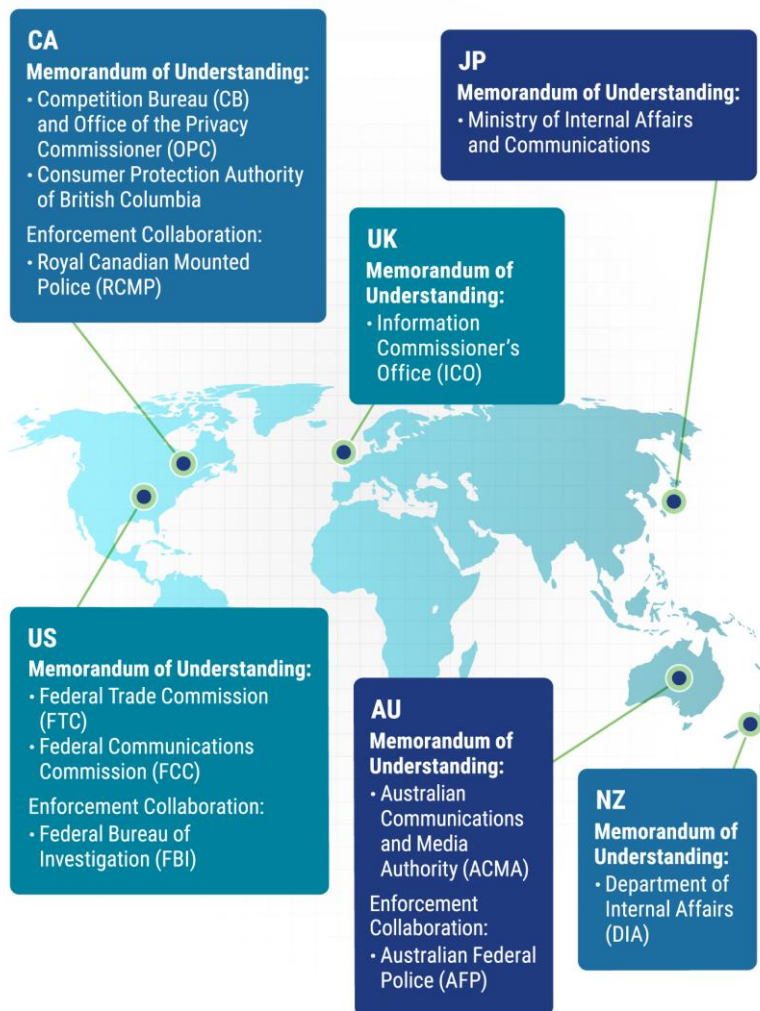 CA
Memorandum of Understanding:
• Competition Bureau (CB)
and Office of the Privacy
Commissioner (OPC)
• Consumer Protection Authority
of British Columbia
Enforcement Collaboration:
• Royal Canadian Mounted
Police (RCMP)
JP
Memorandum of Understanding:
• Ministry of Internal Affairs
and Communications
UK
Memorandum of
Understanding:
• Information
Commissioner’s
Office (ICO)
US
Memorandum of Understanding:
• Federal Trade Commission
(FTC)
• Federal Communications
Commission (FCC)
Enforcement Collaboration:
• Federal Bureau of
Investigation (FBI)
AU
Memorandum of
Understanding:
• Australian
Communications
and Media
Authority (ACMA)
Enforcement
Collaboration:
• Australian Federal
Police (AFP)
NZ
Memorandum of
Understanding:
• Department of
Internal Affairs
(DIA)